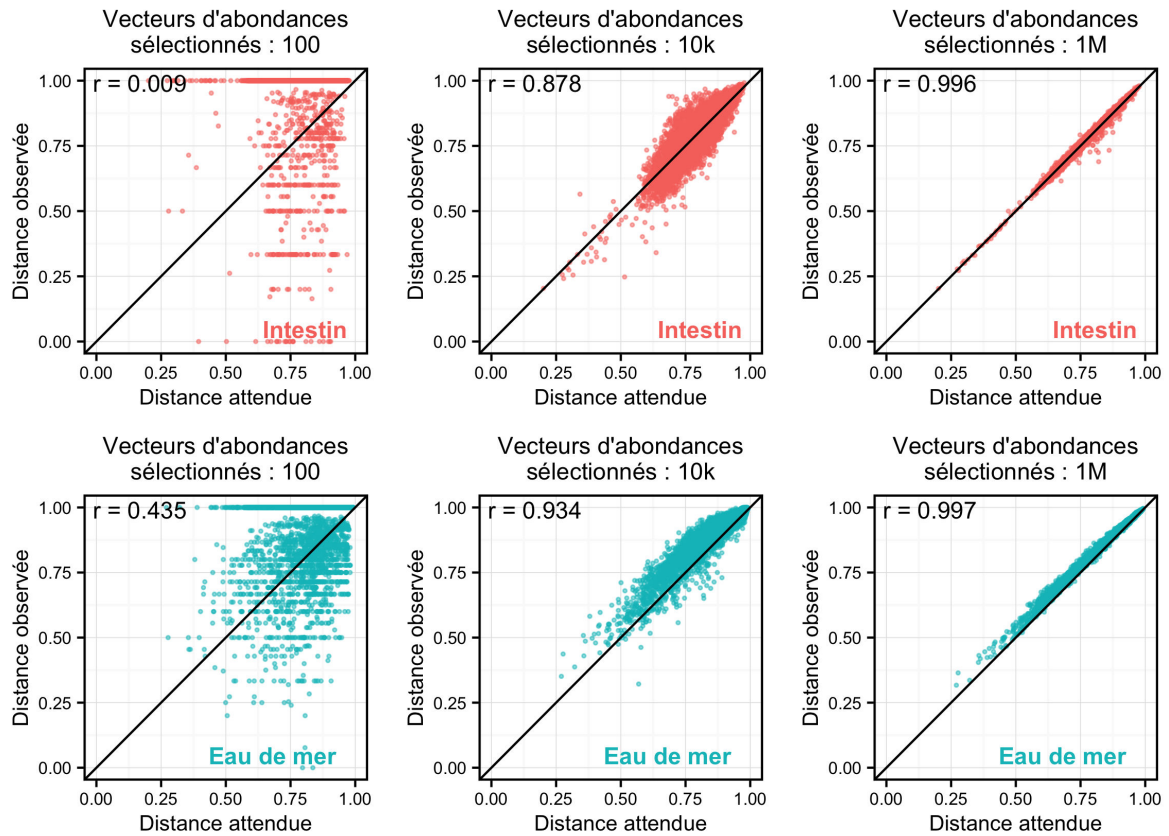 Vecteurs d'abondances
sélectionnés : 100
r = 0.009
1.00
0.75
0.50
0.25
0.00
Distance observée
Intestin
0.00 0.25 0.50 0.75 1.00
Distance attendue
Vecteurs d'abondances
sélectionnés : 10k
r = 0.878
1.00
0.75
0.50
0.25
0.00
Distance observée
Intestin
0.00 0.25 0.50 0.75 1.00
Distance attendue
Vecteurs d'abondances
sélectionnés : 1M
r = 0.996
1.00
0.75
0.50
0.25
0.00
Distance observée
Intestin
0.00 0.25 0.50 0.75 1.00
Distance attendue
Vecteurs d'abondances
sélectionnés : 100
r = 0.435
1.00
0.75
0.50
0.25
0.00
Distance observée
Eau de mer
0.00 0.25 0.50 0.75 1.00
Distance attendue
Vecteurs d'abondances
sélectionnés : 10k
r = 0.934
1.00
0.75
0.50
0.25
0.00
Distance observée
Eau de mer
0.00 0.25 0.50 0.75 1.00
Distance attendue
Vecteurs d'abondances
sélectionnés : 1M
r = 0.997
1.00
0.75
0.50
0.25
0.00
Distance observée
Eau de mer
0.00 0.25 0.50 0.75 1.00
Distance attendue